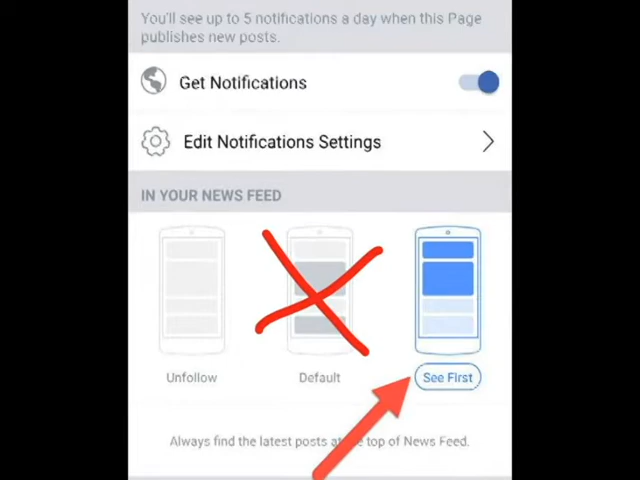 You'll see up to 5 notifications a day when this Page
publishes new posts.
Get Notifications
Edit Notifications Settings
IN YOUR NEWS FEED
Unfollow
Default
See First
Always find the latest posts at the top of News Feed.